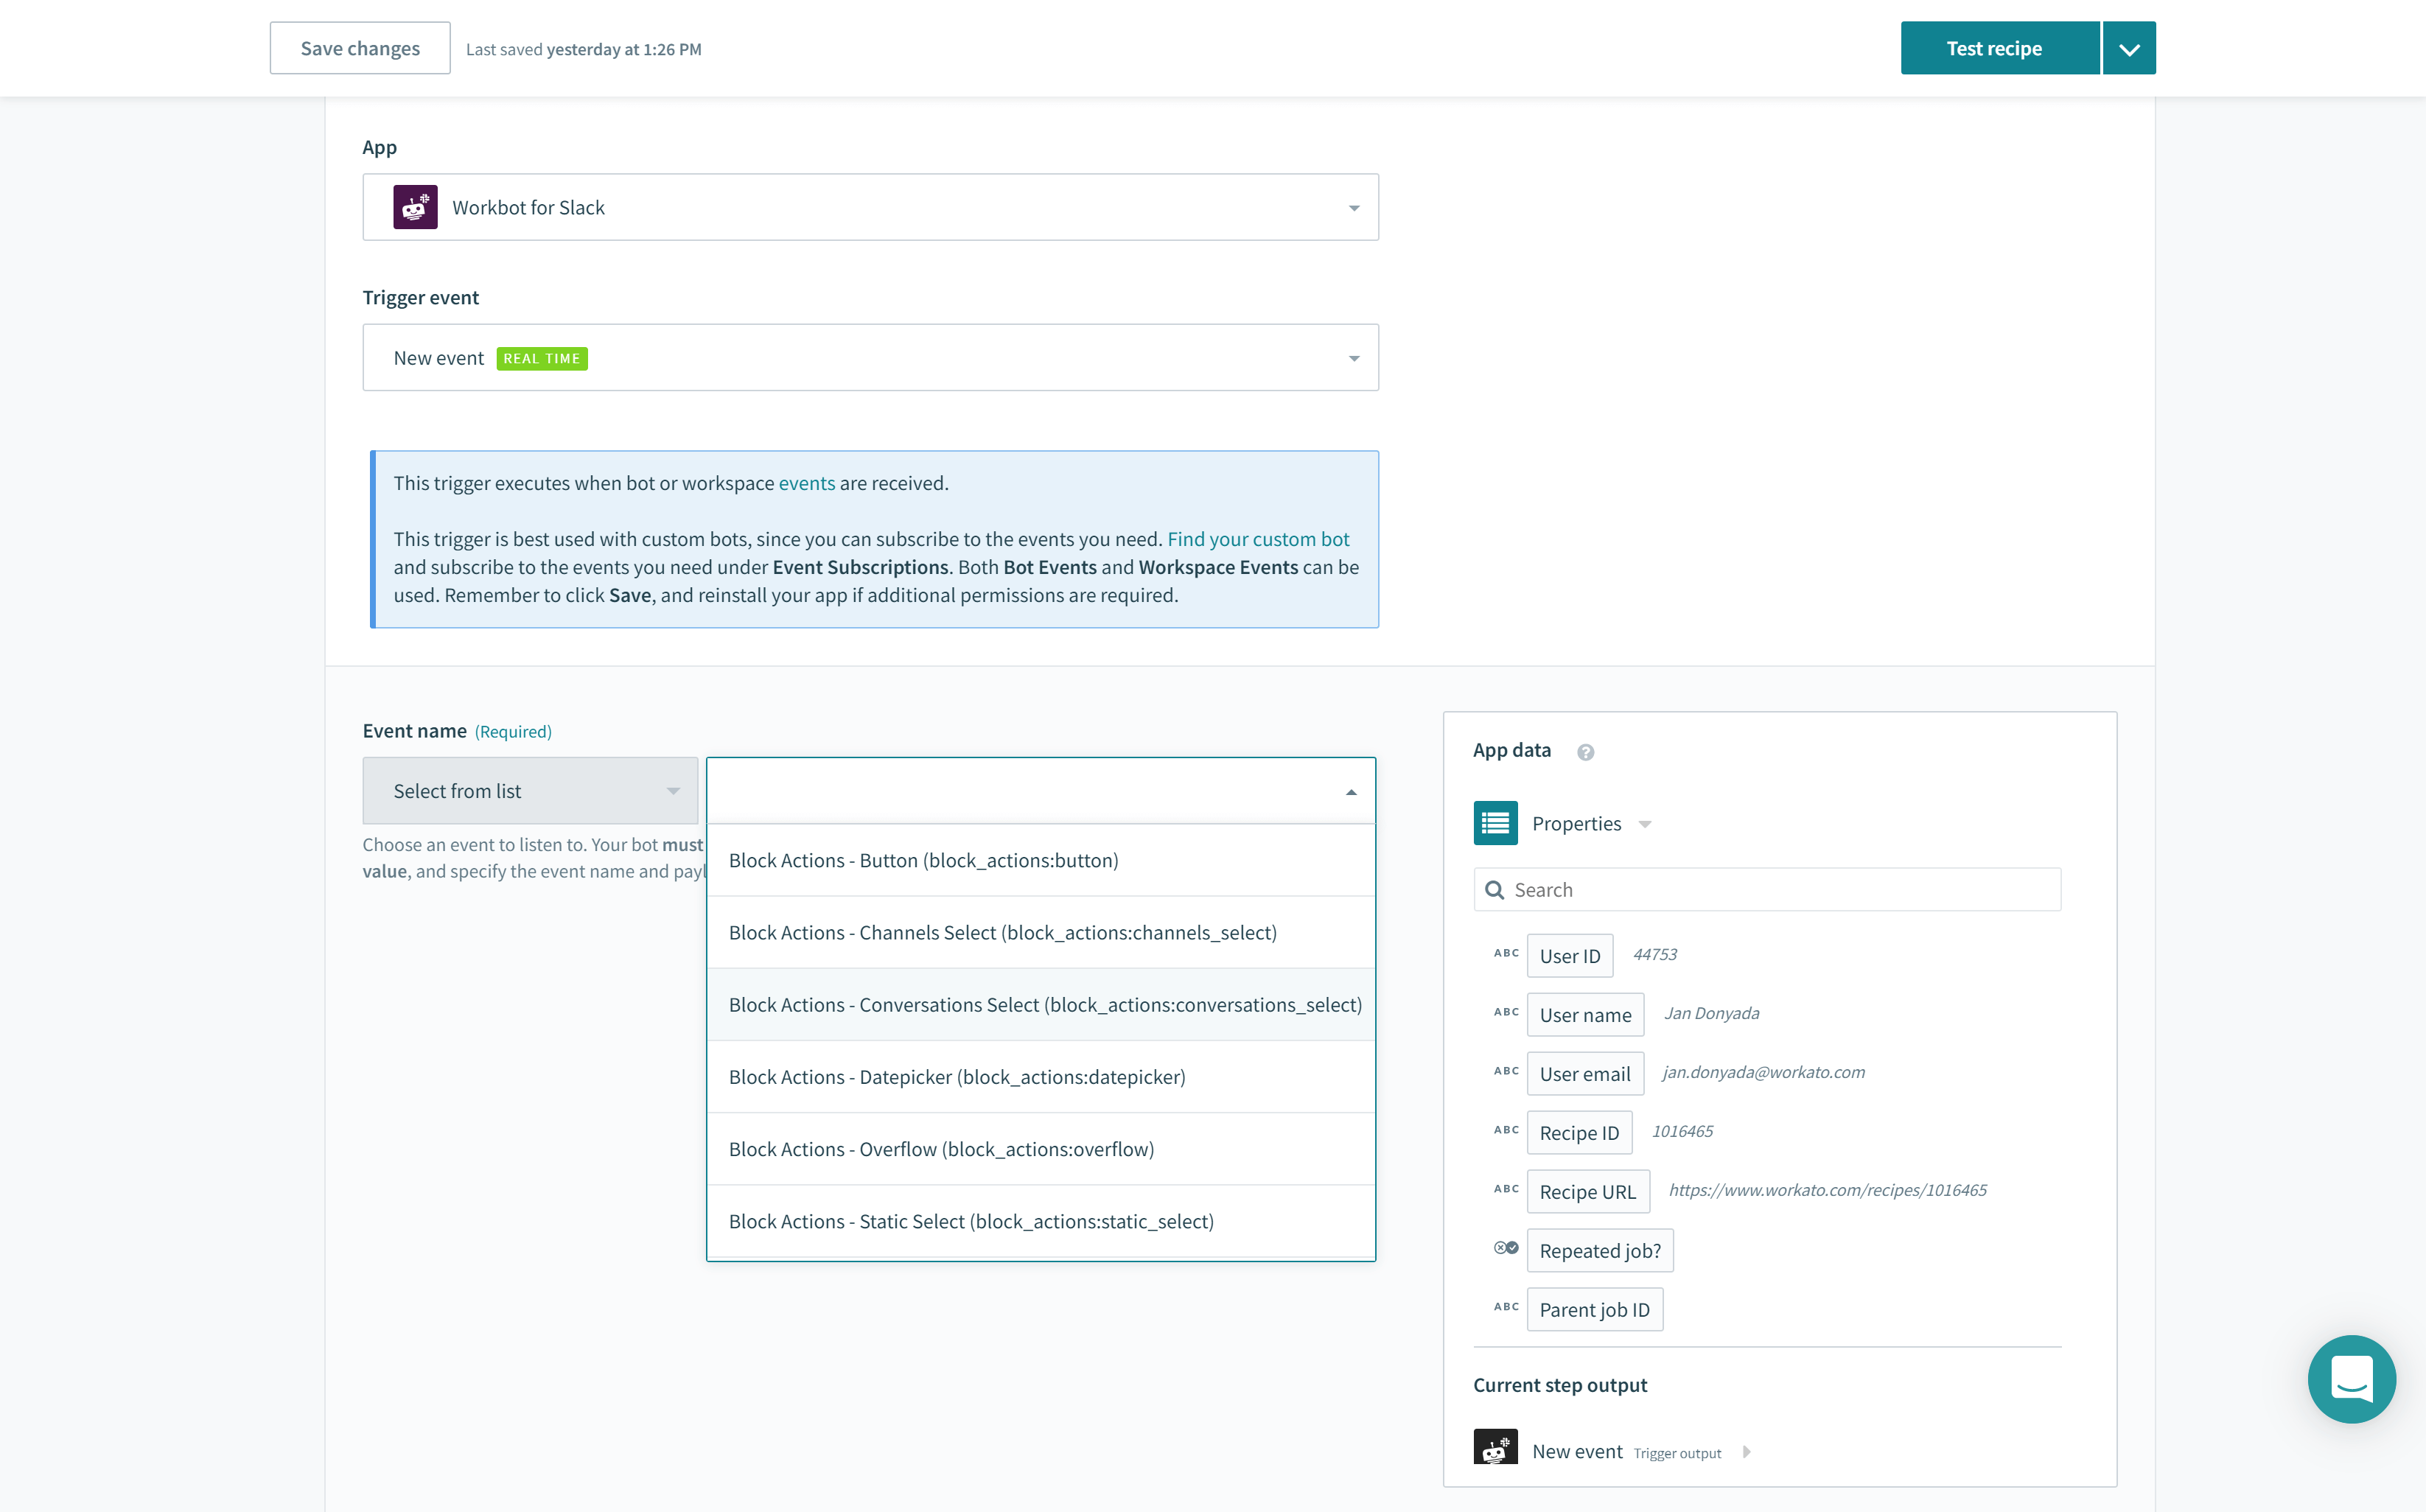 Save changes
Last saved yesterday at 1:26 PM
Test recipe
App
Workbot for Slack
Trigger event
New event REAL TIME
This trigger executes when bot or workspace events are received.
This trigger is best used with custom bots, since you can subscribe to the events you need. Find your custom bot
and subscribe to the events you need under Event Subscriptions. Both Bot Events and Workspace Events can be
used. Remember to click Save, and reinstall your app if additional permissions are required.
Event name (Required)
Select from list
Choose an event to listen to. Your bot must
value, and specify the event name and payl
Block Actions - Button (block_actions:button)
Block Actions - Channels Select (block_actions:channels_select)
Block Actions - Conversations Select (block_actions:conversations_select)
Block Actions - Datepicker (block_actions:datepicker)
Block Actions - Overflow (block_actions:overflow)
Block Actions - Static Select (block_actions:static_select)
App data ?
Properties
Search
ABC User ID 44753
ABC User name Jan Donyada
ABC User email jan.donyada@workato.com
ABC Recipe ID 1016465
ABC Recipe URL https://www.workato.com/recipes/1016465
Repeated job?
ABC Parent job ID
Current step output
New event Trigger output